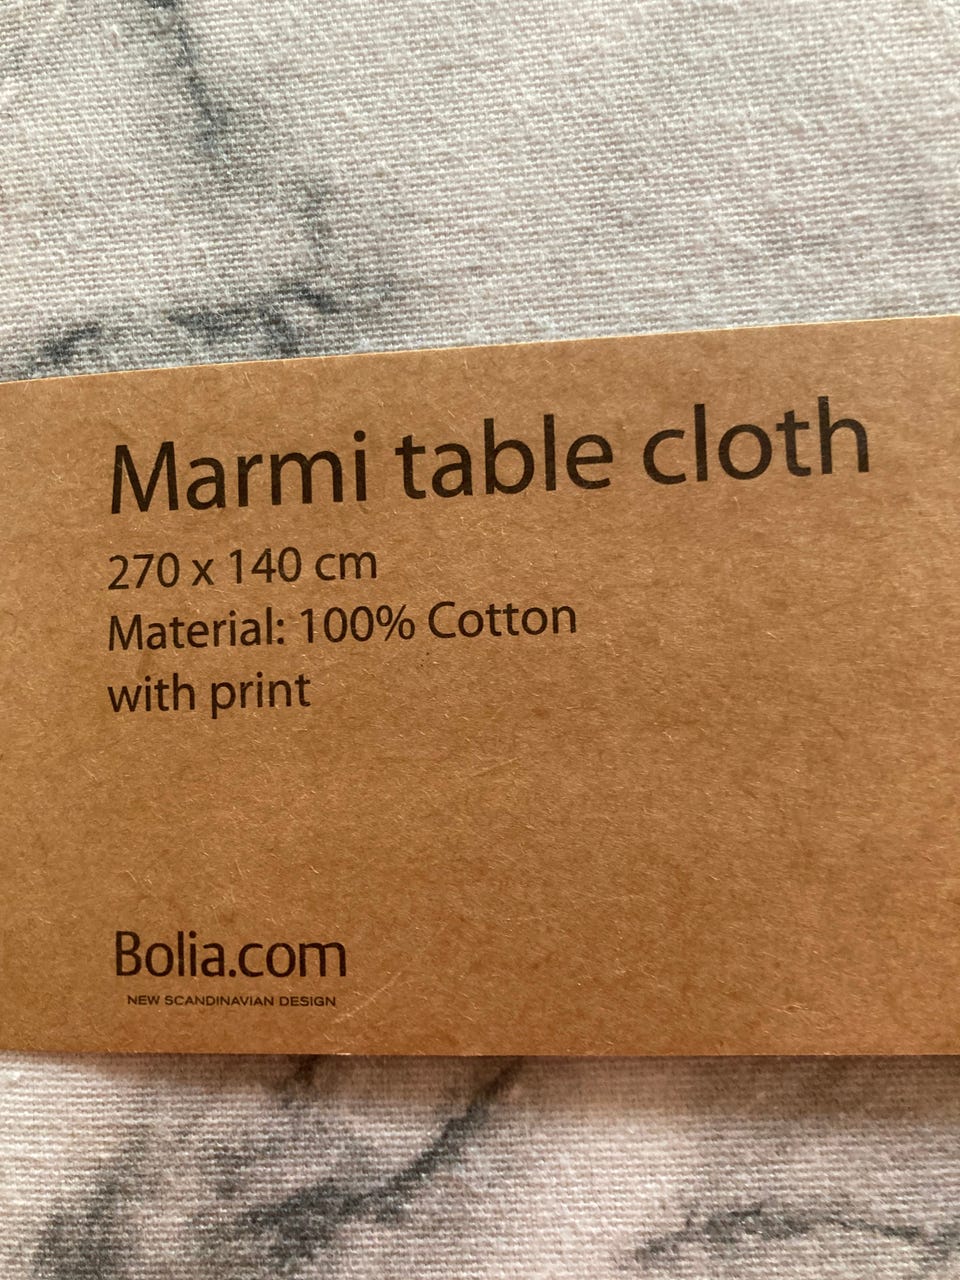 Marmi table cloth
270 x 140 cm
Material: 100% Cotton
with print
Bolia.com
NEW SCANDINAVIAN DESIGN